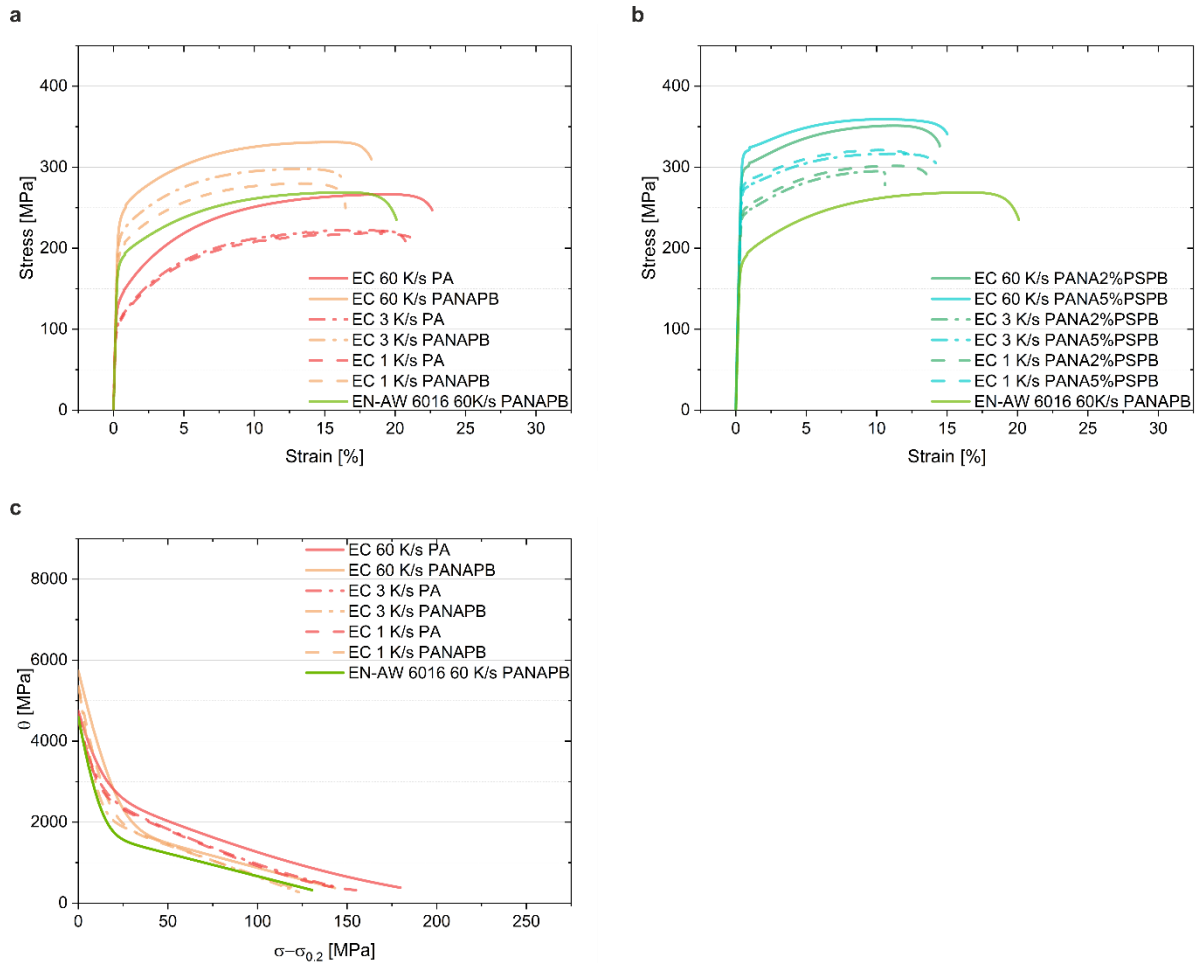 a
400
300
200
100
0
Stress [MPa]
0 5 10 15 20 25 30
Strain [%]
EC 60 K/s PA
EC 60 K/s PANAPB
EC 3 K/s PA
EC 3 K/s PANAPB
EC 1 K/s PA
EC 1 K/s PANAPB
EN-AW 6016 60K/s PANAPB
b
400
300
200
100
0
Stress [MPa]
0 5 10 15 20 25 30
Strain [%]
EC 60 K/s PANA2%PSPB
EC 60 K/s PANA5%PSPB
EC 3 K/s PANA2%PSPB
EC 3 K/s PANA5%PSPB
EC 1 K/s PANA2%PSPB
EC 1 K/s PANA5%PSPB
EN-AW 6016 60K/s PANAPB
c
8000
6000
4000
2000
0
θ [MPa]
0 50 100 150 200 250
σ−σ0.2 [MPa]
EC 60 K/s PA
EC 60 K/s PANAPB
EC 3 K/s PA
EC 3 K/s PANAPB
EC 1 K/s PA
EC 1 K/s PANAPB
EN-AW 6016 60 K/s PANAPB